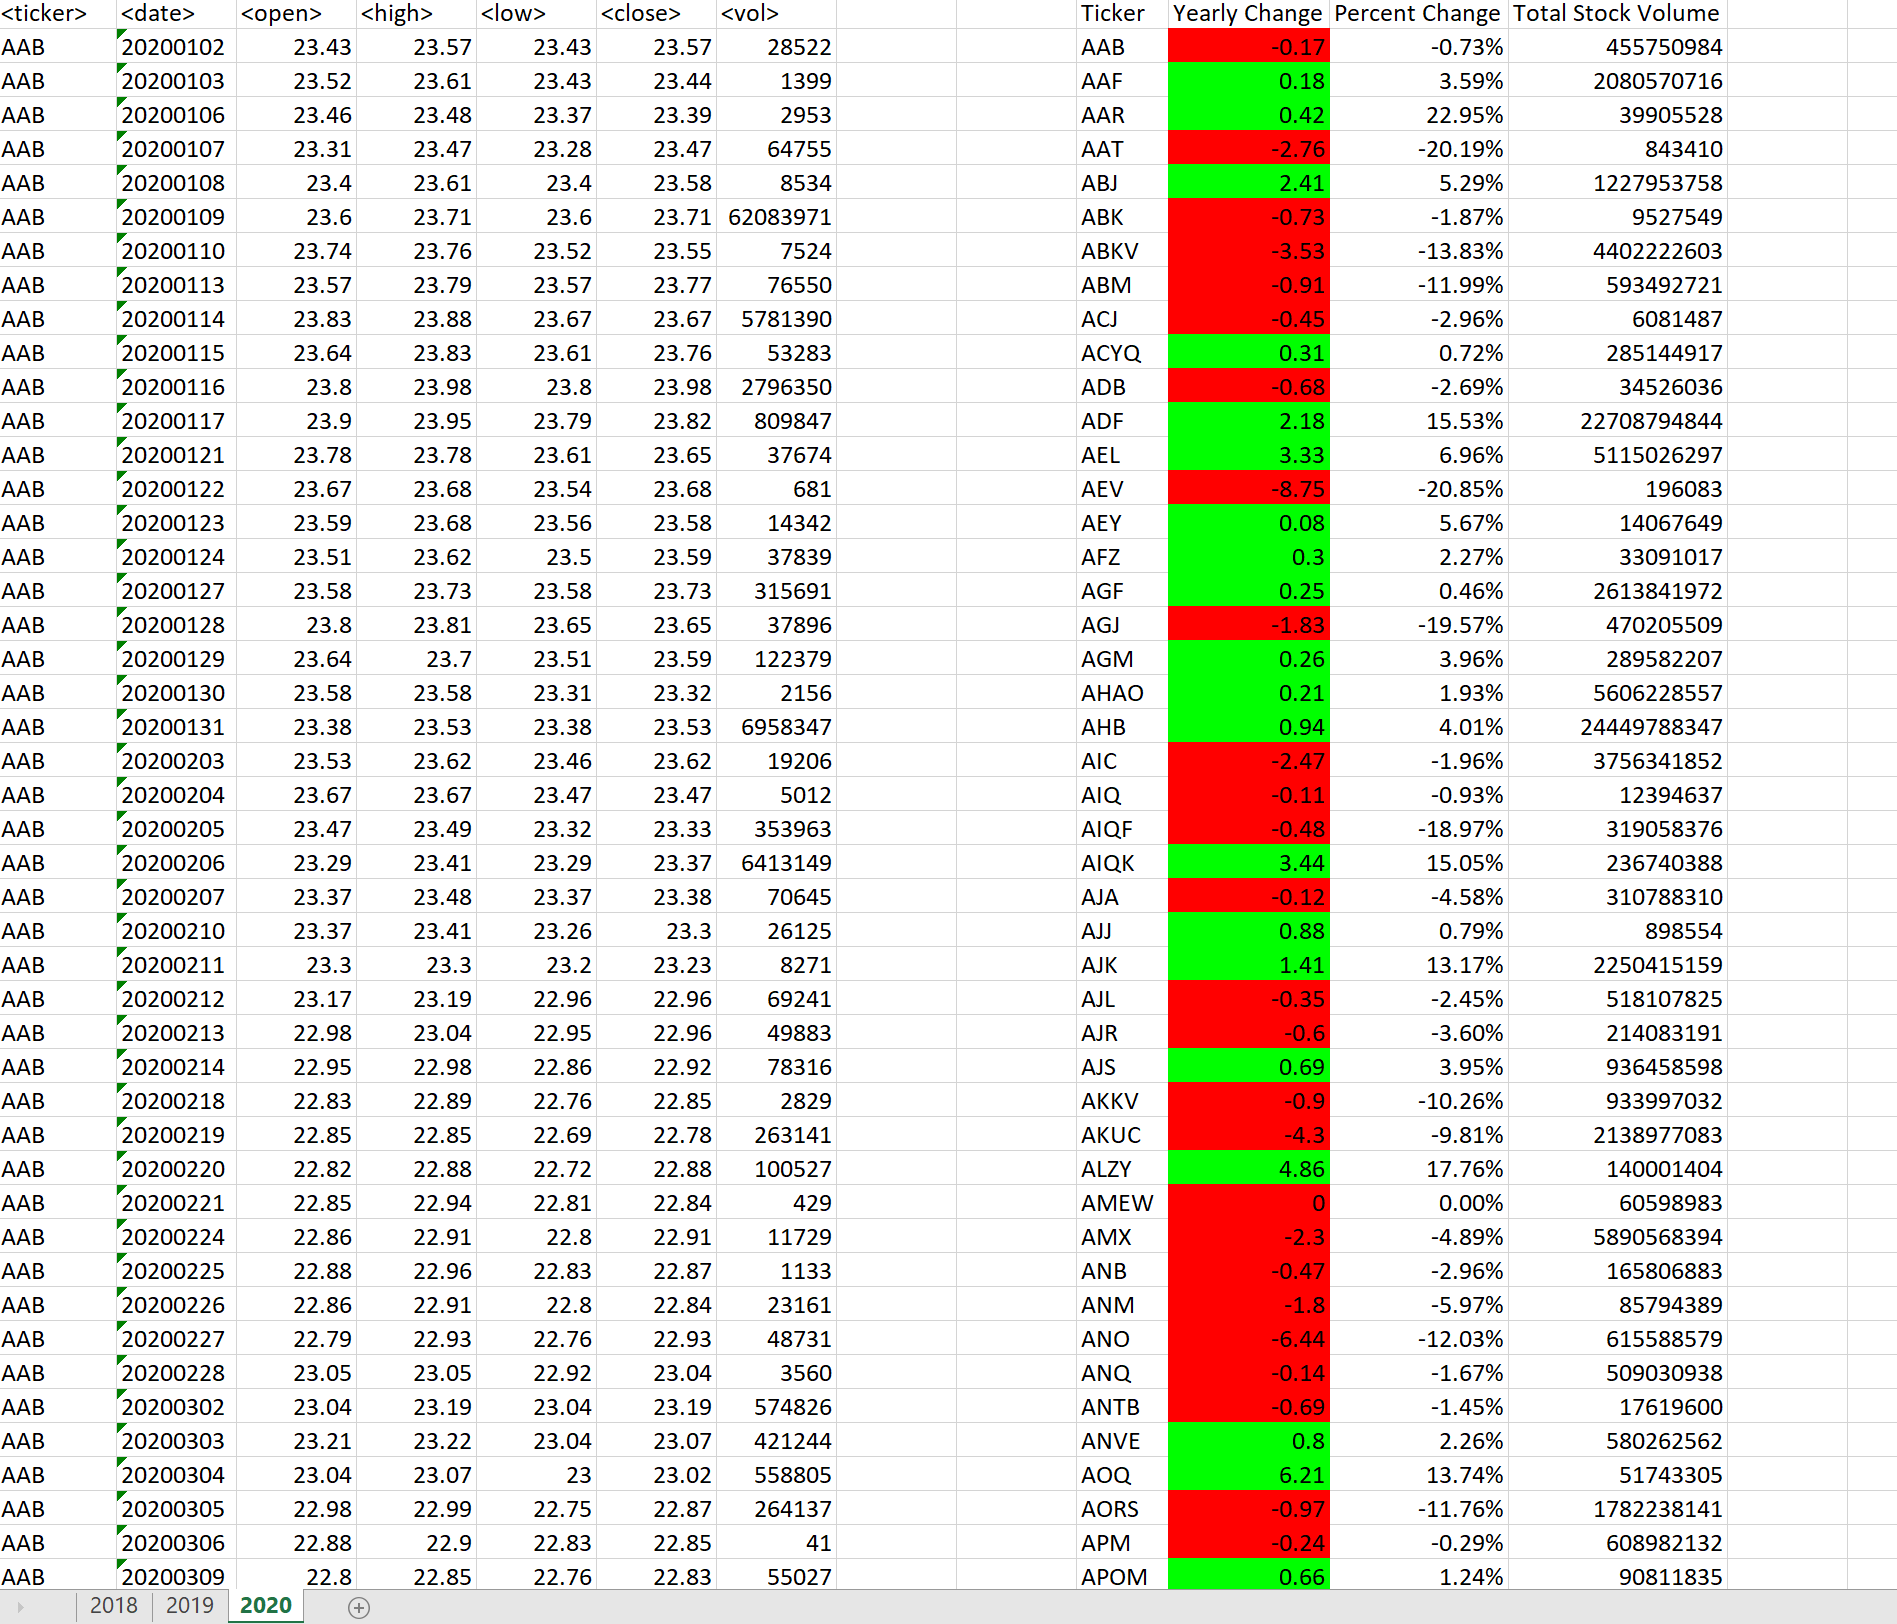 <ticker> <date> <open> <high> <low> <close> <vol> Ticker Yearly Change Percent Change Total Stock Volume
AAB 20200102 23.43 23.57 23.43 23.57 28522 AAB -0.17 -0.73% 455750984
AAB 20200103 23.52 23.61 23.43 23.44 1399 AAF 0.18 3.59% 2080570716
AAB 20200106 23.46 23.48 23.37 23.39 2953 AAR 0.42 22.95% 39905528
AAB 20200107 23.31 23.47 23.28 23.47 64755 AAT -2.76 -20.19% 843410
AAB 20200108 23.4 23.61 23.4 23.58 8534 ABJ 2.41 5.29% 1227953758
AAB 20200109 23.6 23.71 23.6 23.71 62083971 ABK -0.73 -1.87% 9527549
AAB 20200110 23.74 23.76 23.52 23.55 7524 ABKV -3.53 -13.83% 4402222603
AAB 20200113 23.57 23.79 23.57 23.77 76550 ABM -0.91 -11.99% 593492721
AAB 20200114 23.83 23.88 23.67 23.67 5781390 ACJ -0.45 -2.96% 6081487
AAB 20200115 23.64 23.83 23.61 23.76 53283 ACYQ 0.31 0.72% 285144917
AAB 20200116 23.8 23.98 23.8 23.98 2796350 ADB -0.68 -2.69% 34526036
AAB 20200117 23.9 23.95 23.79 23.82 809847 ADF 2.18 15.53% 22708794844
AAB 20200121 23.78 23.78 23.61 23.65 37674 AEL 3.33 6.96% 5115026297
AAB 20200122 23.67 23.68 23.54 23.68 681 AEV -8.75 -20.85% 196083
AAB 20200123 23.59 23.68 23.56 23.58 14342 AEY 0.08 5.67% 14067649
AAB 20200124 23.51 23.62 23.5 23.59 37839 AFZ 0.3 2.27% 33091017
AAB 20200127 23.58 23.73 23.58 23.73 315691 AGF 0.25 0.46% 2613841972
AAB 20200128 23.8 23.81 23.65 23.65 37896 AGJ -1.83 -19.57% 470205509
AAB 20200129 23.64 23.7 23.51 23.59 122379 AGM 0.26 3.96% 289582207
AAB 20200130 23.58 23.58 23.31 23.32 2156 AHAO 0.21 1.93% 5606228557
AAB 20200131 23.38 23.53 23.38 23.53 6958347 AHB 0.94 4.01% 24449788347
AAB 20200203 23.53 23.62 23.46 23.62 19206 AIC -2.47 -1.96% 3756341852
AAB 20200204 23.67 23.67 23.47 23.47 5012 AIQ -0.11 -0.93% 12394637
AAB 20200205 23.47 23.49 23.32 23.33 353963 AIQF -0.48 -18.97% 319058376
AAB 20200206 23.29 23.41 23.29 23.37 6413149 AIQK 3.44 15.05% 236740388
AAB 20200207 23.37 23.48 23.37 23.38 70645 AJA -0.12 -4.58% 310788310
AAB 20200210 23.37 23.41 23.26 23.3 26125 AJJ 0.88 0.79% 898554
AAB 20200211 23.3 23.3 23.2 23.23 8271 AJK 1.41 13.17% 2250415159
AAB 20200212 23.17 23.19 22.96 22.96 69241 AJL -0.35 -2.45% 518107825
AAB 20200213 22.98 23.04 22.95 22.96 49883 AJR -0.6 -3.60% 214083191
AAB 20200214 22.95 22.98 22.86 22.92 78316 AJS 0.69 3.95% 936458598
AAB 20200218 22.83 22.89 22.76 22.85 2829 AKKV -0.9 -10.26% 933997032
AAB 20200219 22.85 22.85 22.69 22.78 263141 AKUC -4.3 -9.81% 2138977083
AAB 20200220 22.82 22.88 22.72 22.88 100527 ALZY 4.86 17.76% 140001404
AAB 20200221 22.85 22.94 22.81 22.84 429 AMEW 0 0.00% 60598983
AAB 20200224 22.86 22.91 22.8 22.91 11729 AMX -2.3 -4.89% 5890568394
AAB 20200225 22.88 22.96 22.83 22.87 1133 ANB -0.47 -2.96% 165806883
AAB 20200226 22.86 22.91 22.8 22.84 23161 ANM -1.8 -5.97% 85794389
AAB 20200227 22.79 22.93 22.76 22.93 48731 ANO -6.44 -12.03% 615588579
AAB 20200228 23.05 23.05 22.92 23.04 3560 ANQ -0.14 -1.67% 509030938
AAB 20200302 23.04 23.19 23.04 23.19 574826 ANTB -0.69 -1.45% 17619600
AAB 20200303 23.21 23.22 23.04 23.07 421244 ANVE 0.8 2.26% 580262562
AAB 20200304 23.04 23.07 23 23.02 558805 AOQ 6.21 13.74% 51743305
AAB 20200305 22.98 22.99 22.75 22.87 264137 AORS -0.97 -11.76% 1782238141
AAB 20200306 22.88 22.9 22.83 22.85 41 APM -0.24 -0.29% 608982132
AAB 20200309 22.8 22.85 22.76 22.83 55027 APOM 0.66 1.24% 90811835
2018 2019 2020